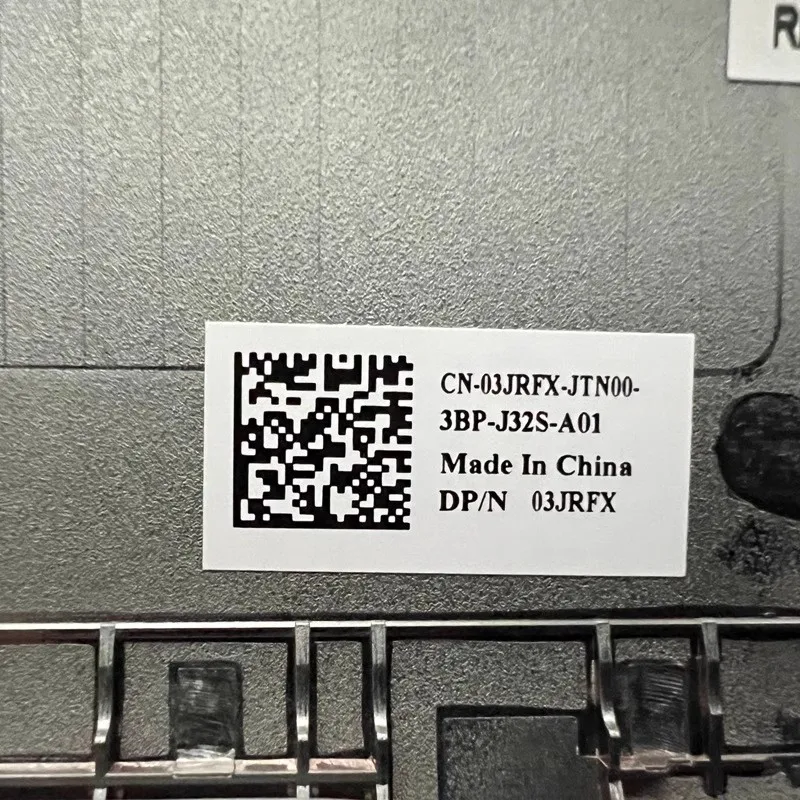 CN-03JRFX-JTN00-
3BP-J32S-A01
Made In China
DP/N 03JRFX